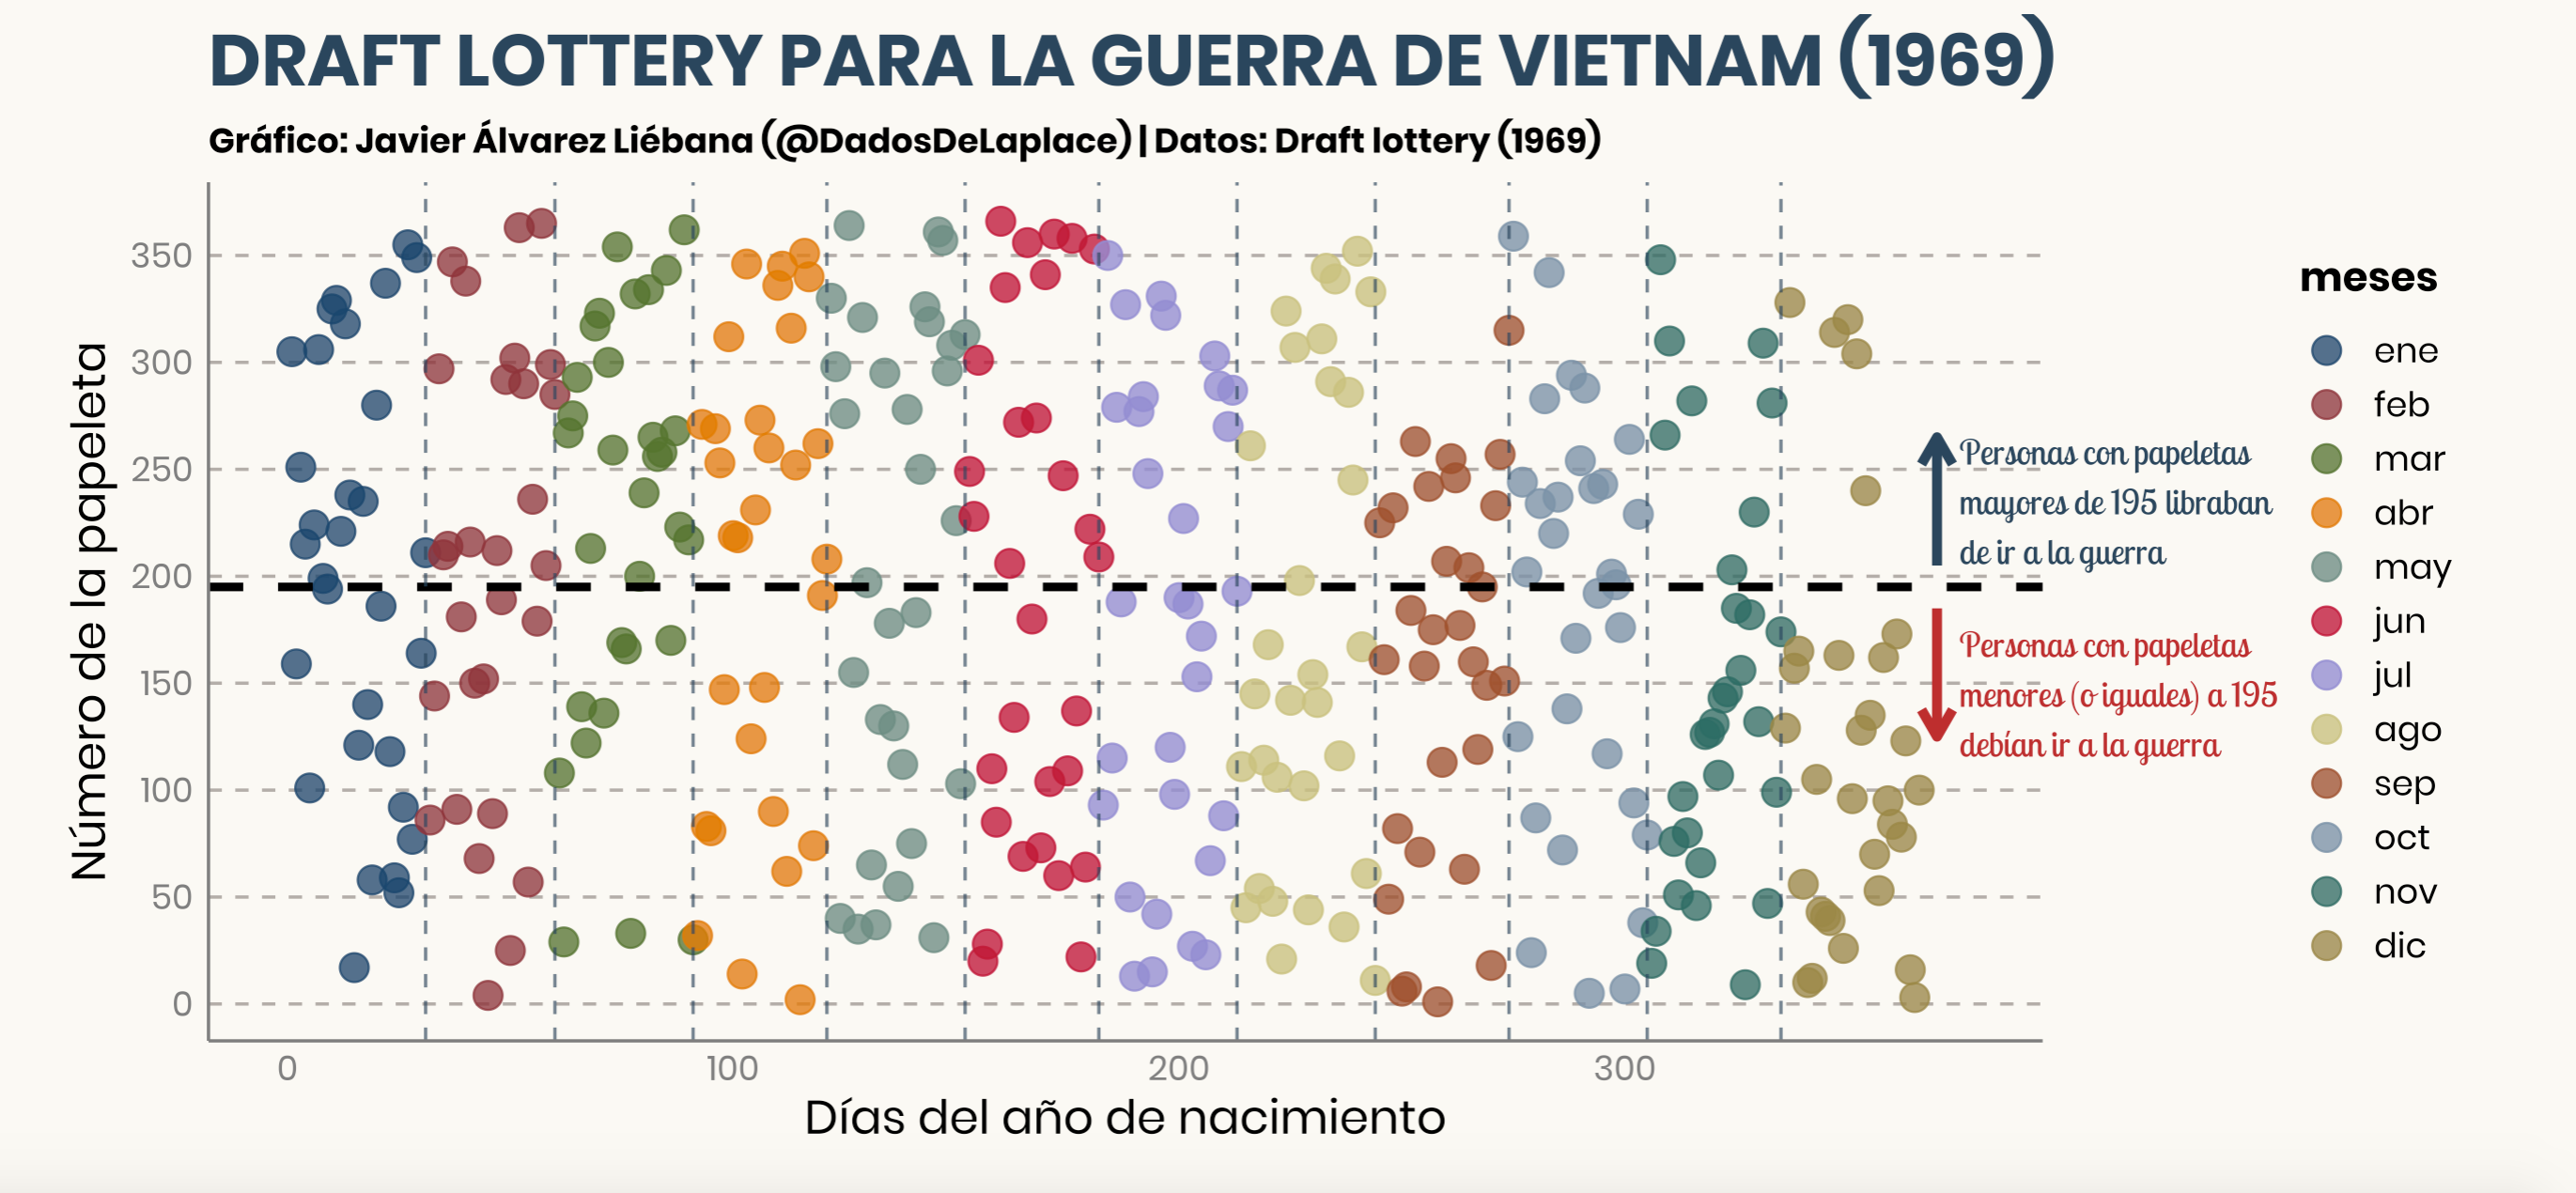 DRAFT LOTTERY PARA LA GUERRA DE VIETNAM (1969)
Gráfico: Javier Álvarez Liébana (@DadosDeLaplace) | Datos: Draft lottery (1969)
Número de la papeleta
350
300
250
200
150
100
50
0
0
100
200
300
Días del año de nacimiento
Personas con papeletas
mayores de 195 libraban
de ir a la guerra
Personas con papeletas
menores (o iguales) a 195
debían ir a la guerra
meses
ene
feb
mar
abr
may
jun
jul
ago
sep
oct
nov
dic